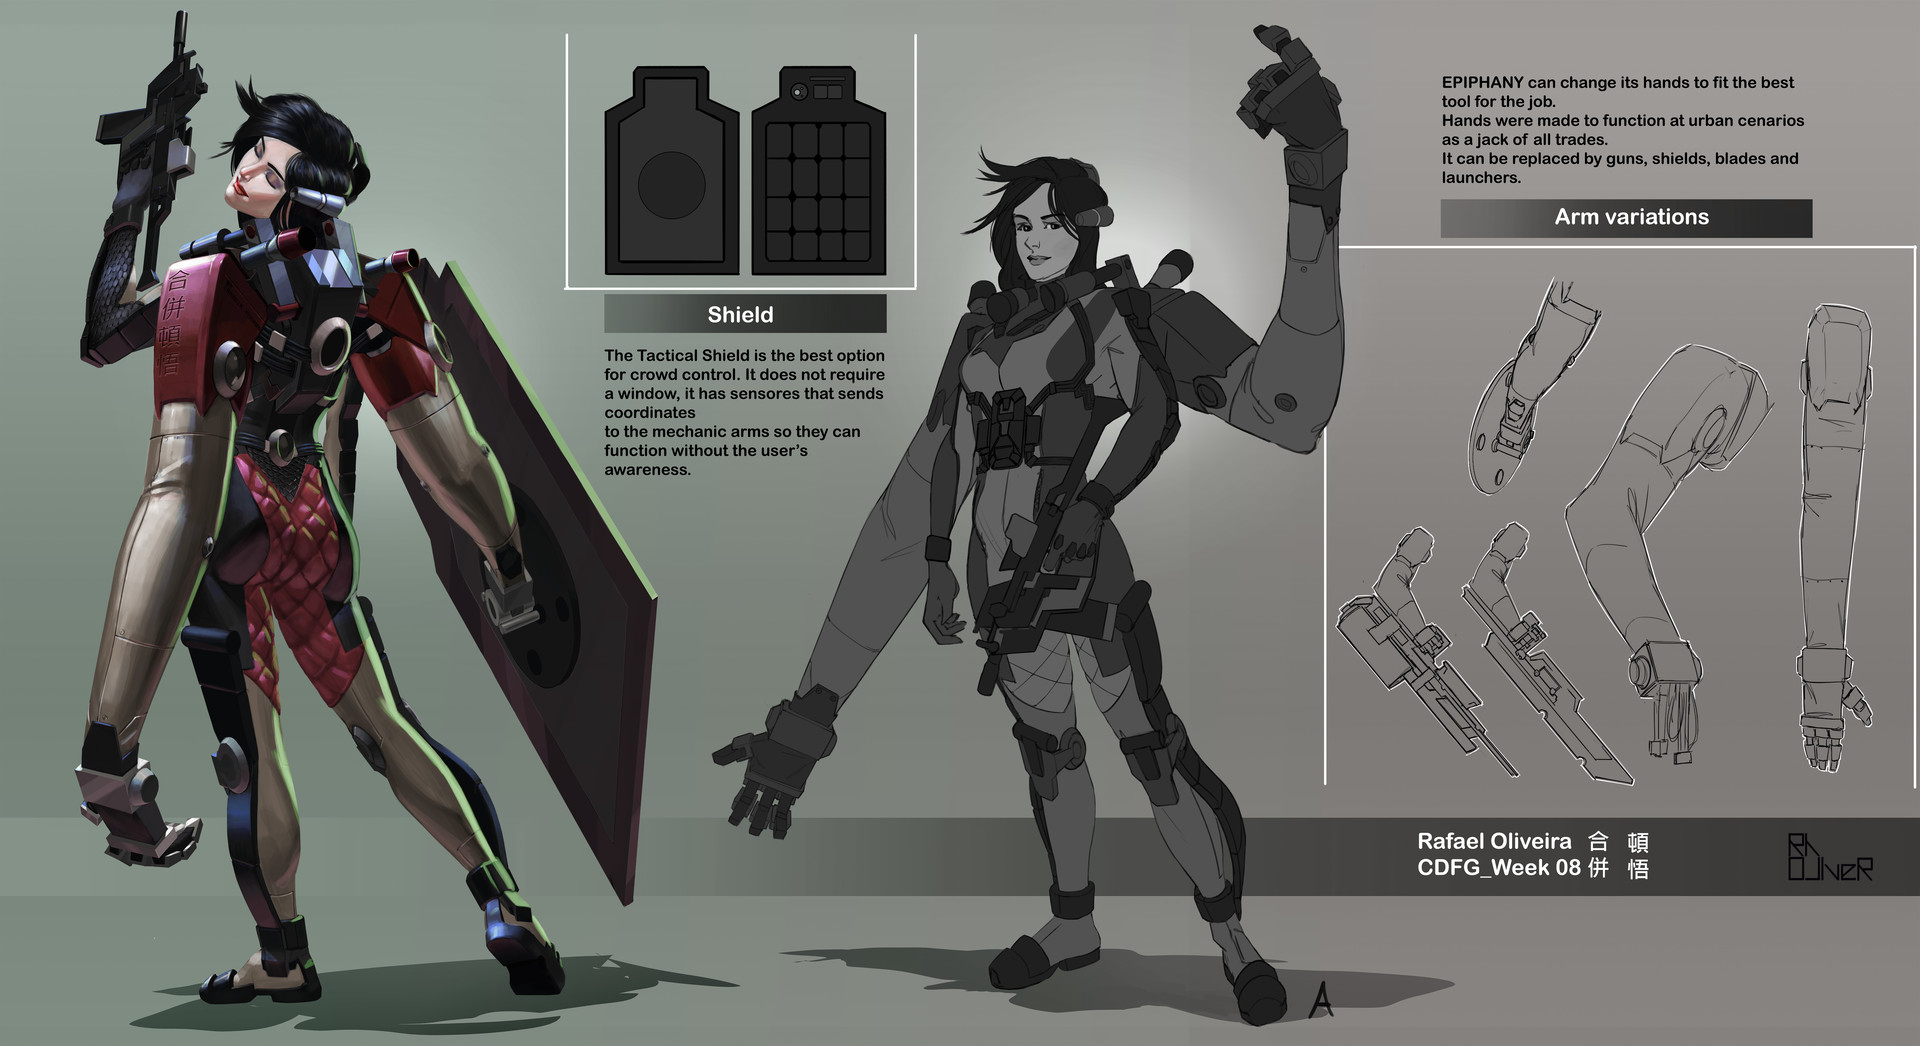 合
併
頓
悟
Shield
The Tactical Shield is the best option
for crowd control. It does not require
a window, it has sensores that sends
coordinates
to the mechanic arms so they can
function without the user's
awareness.
EPIPHANY can change its hands to fit the best
tool for the job.
Hands were made to function at urban cenarios
as a jack of all trades.
It can be replaced by guns, shields, blades and
launchers.
Arm variations
Rafael Oliveira 合 頓
CDFG_Week 08 併 悟
Rh
OLIVER
A